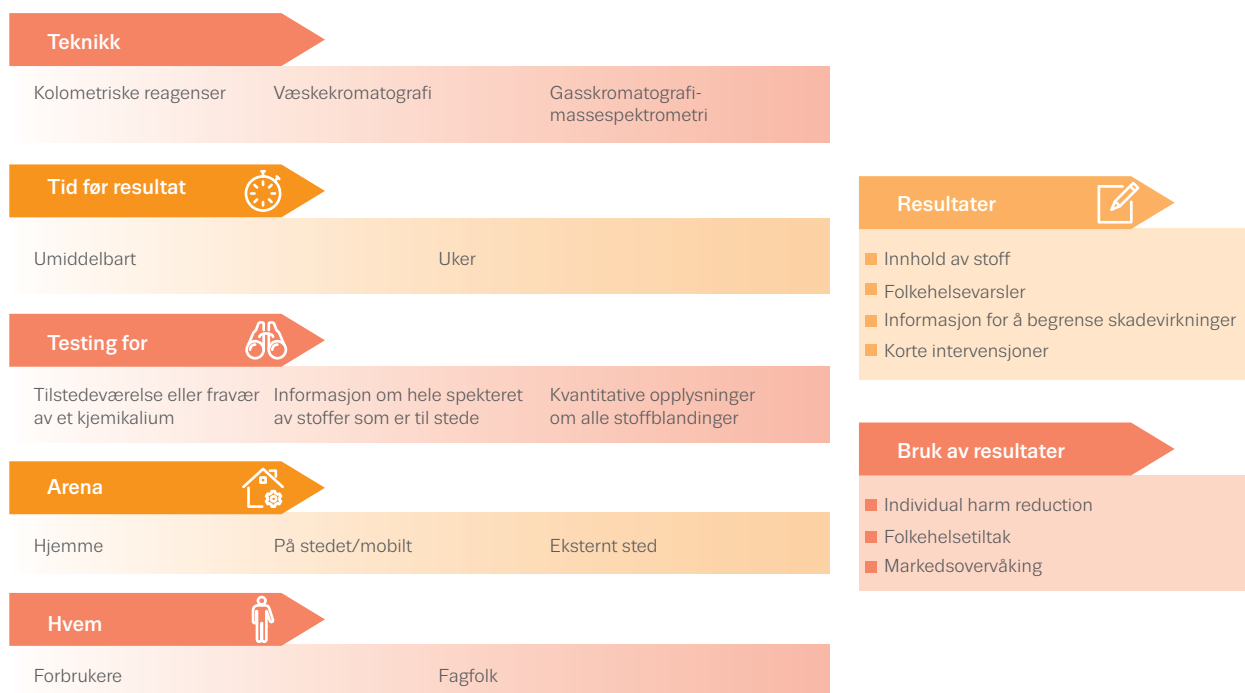 Teknikk
Kolometriske reagenser
Væskekromatografi
Gasskromatografi-
massespektrometri
Tid før resultat
Umiddelbart
Uker
Testing for
Tilstedeværelse eller fravær
av et kjemikalium
Informasjon om hele spekteret
av stoffer som er til stede
Kvantitative opplysninger
om alle stoffblandinger
Arena
Hjemme
På stedet/mobilt
Eksternt sted
Hvem
Forbrukere
Fagfolk
Resultater
Innhold av stoff
Folkehelsevarsler
Informasjon for å begrense skadevirkninger
Korte intervensjoner
Bruk av resultater
Individual harm reduction
Folkehelsetiltak
Markedsovervåking